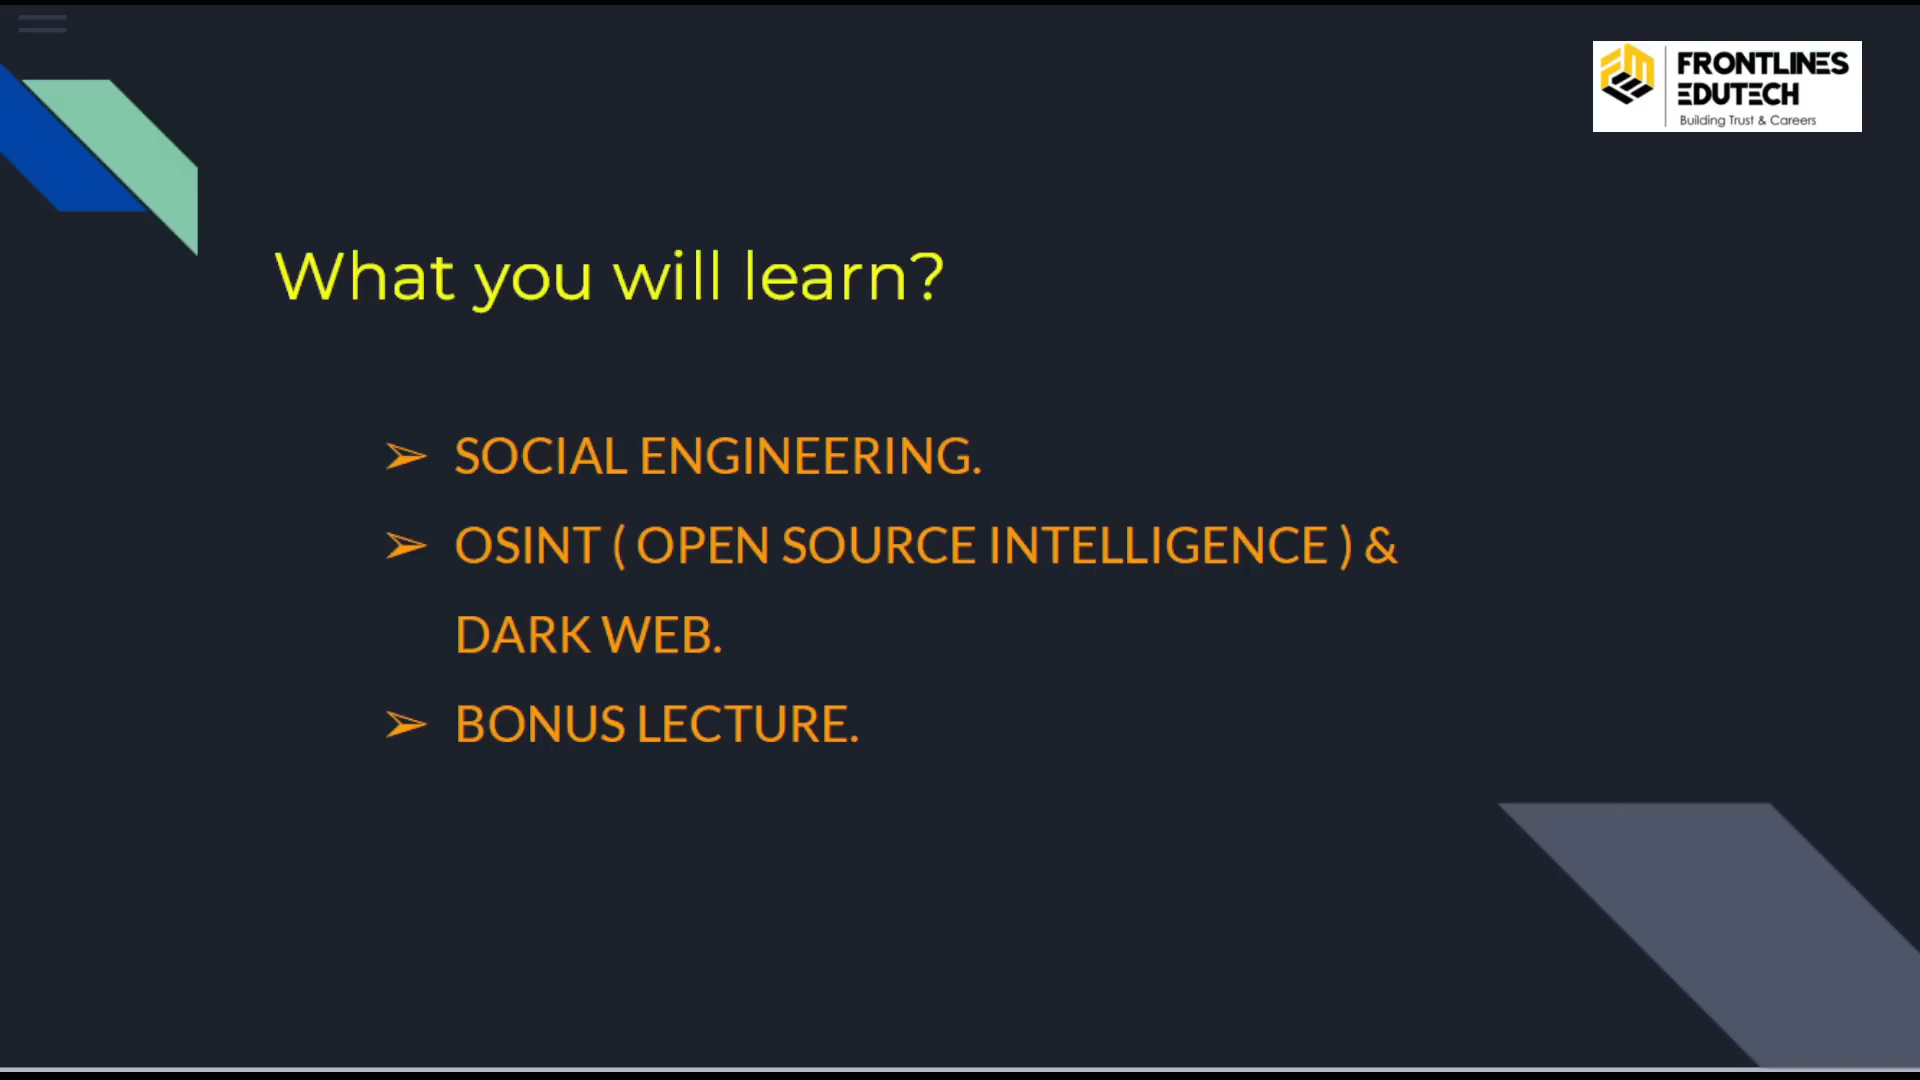 FRONTLINES
EDUTECH
Building Trust & Careers
What you will learn?
➢ SOCIAL ENGINEERING.
➢ OSINT ( OPEN SOURCE INTELLIGENCE ) &
DARK WEB.
➢ BONUS LECTURE.